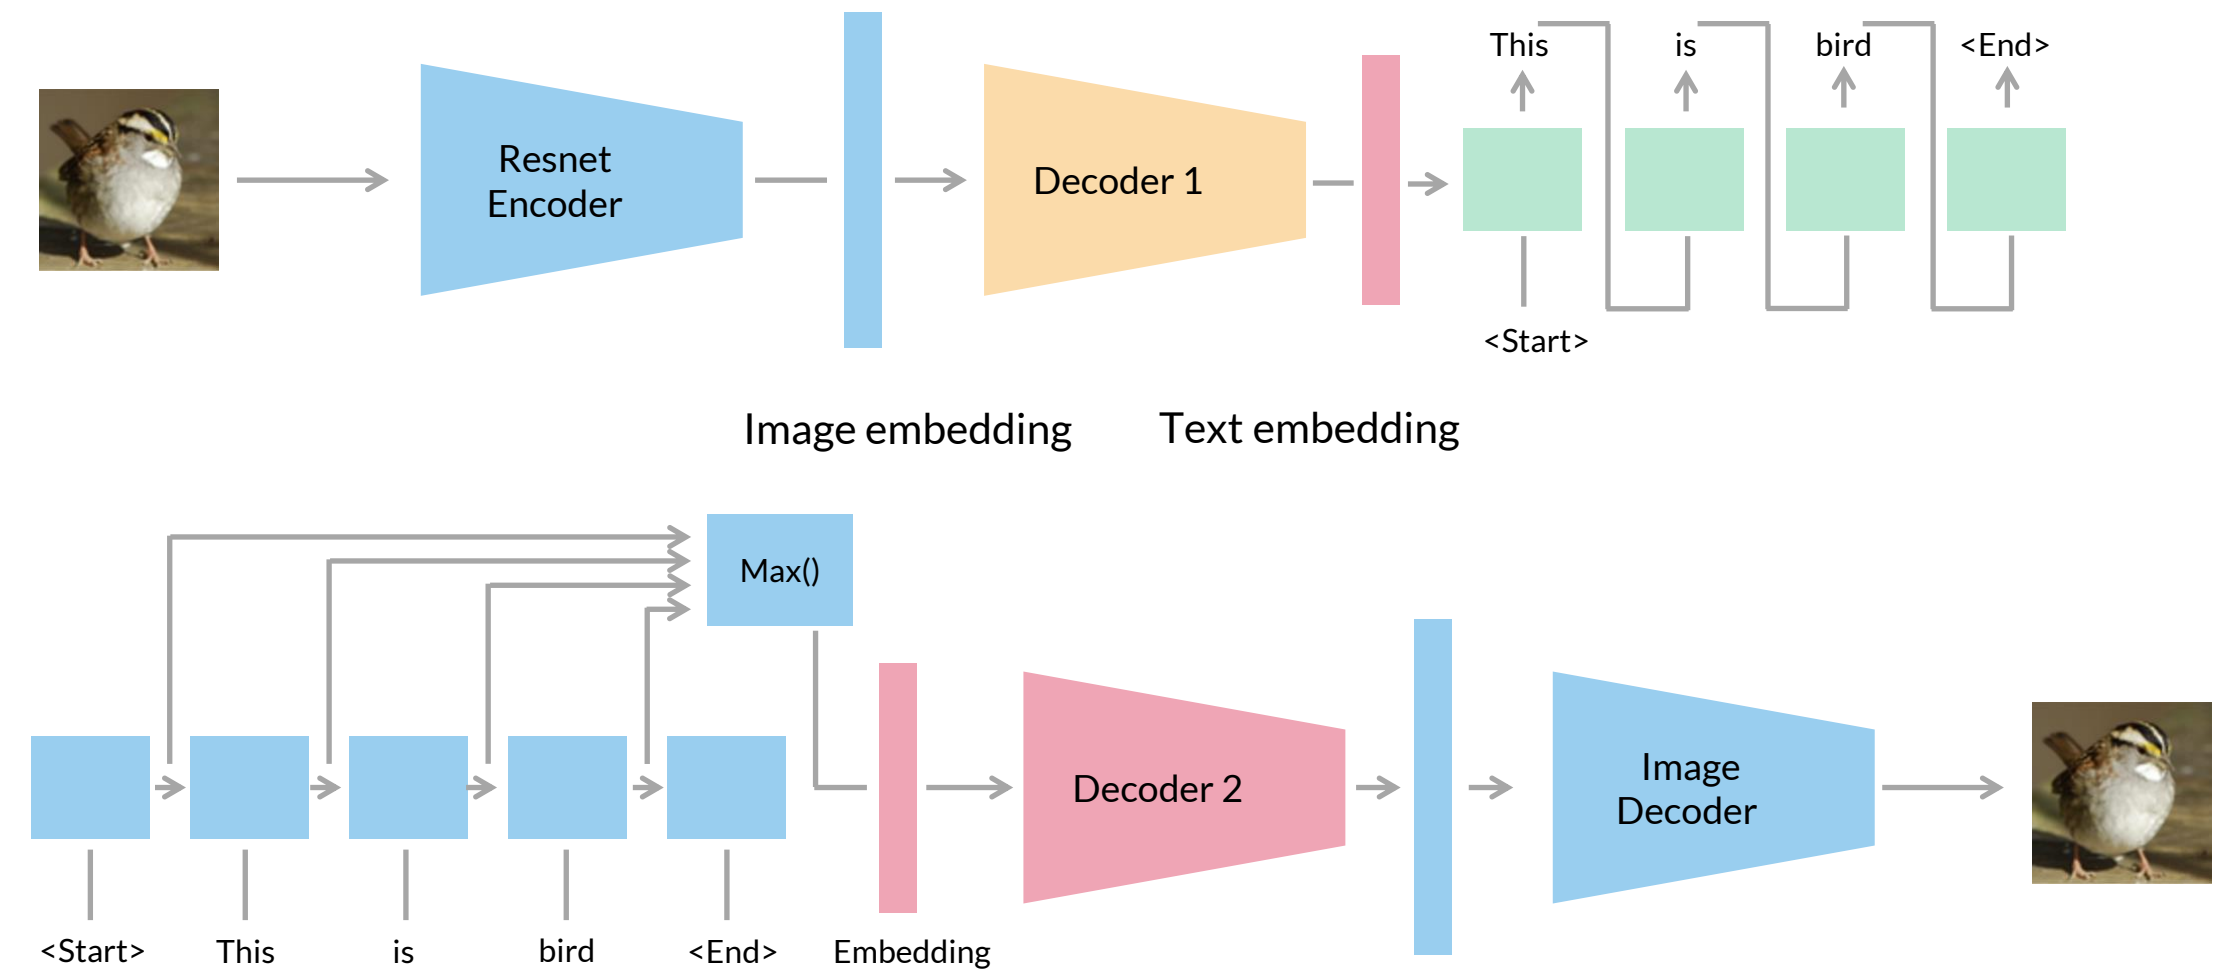 This is bird <End>
Resnet
Encoder
Decoder 1
<Start>
Image embedding Text embedding
Max()
Decoder 2
Image
Decoder
<Start> This is bird <End> Embedding